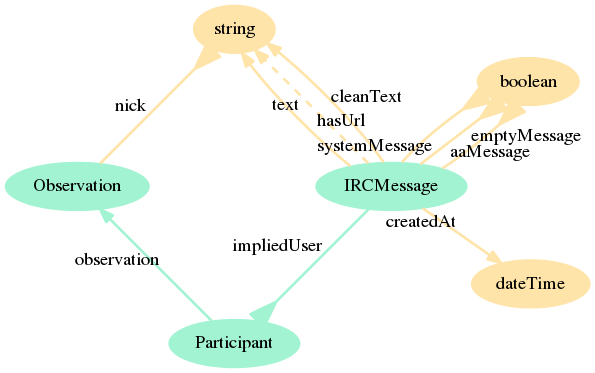 string
boolean
cleanText
nick
text
hasUrl
emptyMessage
systemMessage
aaMessage
Observation
IRCMessage
createdAt
impliedUser
observation
dateTime
Participant